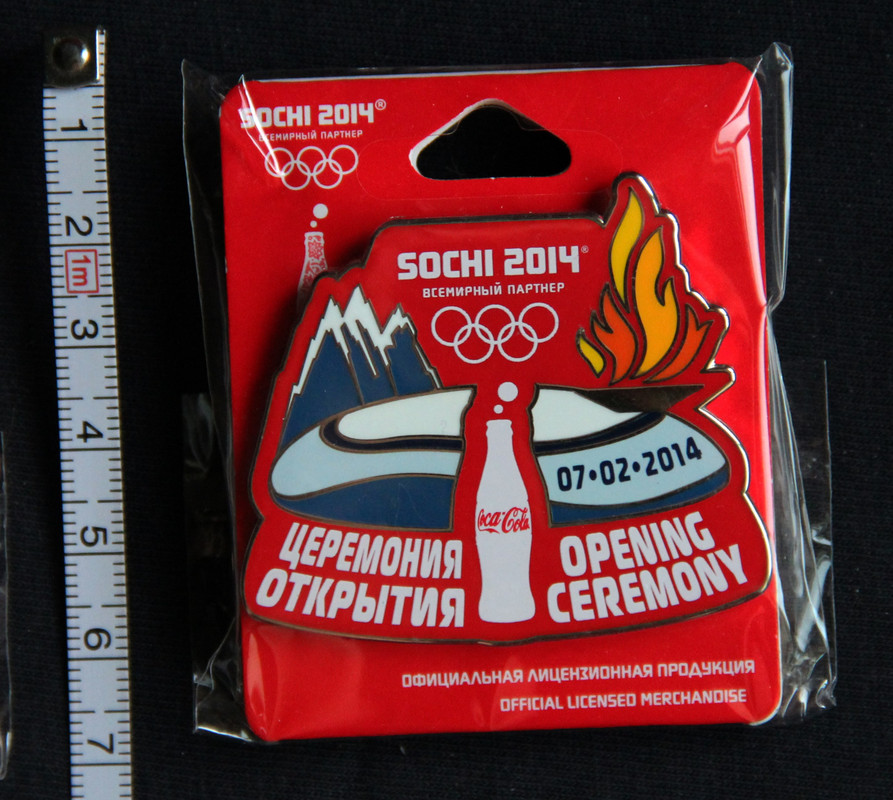 1
2
1m
3
4
5
6
7
SOCHI 2014®
ВСЕМИРНЫЙ ПАРТНЕР
SOCHI 2014®
ВСЕМИРНЫЙ ПАРТНЕР
07•02•2014
Coca-Cola
ЦЕРЕМОНИЯ
ОТКРЫТИЯ
OPENING
CEREMONY
ОФИЦИАЛЬНАЯ ЛИЦЕНЗИОННАЯ ПРОДУКЦИЯ
OFFICIAL LICENSED MERCHANDISE